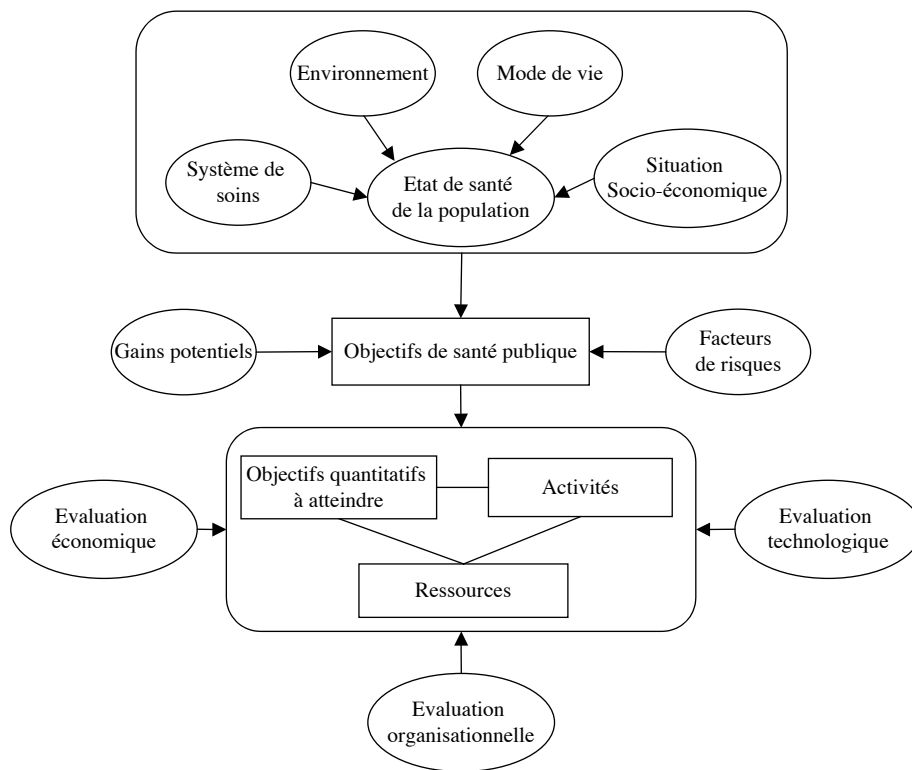 Environnement
Mode de vie
Système de
soins
Etat de santé
de la population
Situation
Socio-économique
Gains potentiels
Objectifs de santé publique
Facteurs
de risques
Objectifs quantitatifs
à atteindre
Activités
Evaluation
économique
Evaluation
technologique
Ressources
Evaluation
organisationnelle